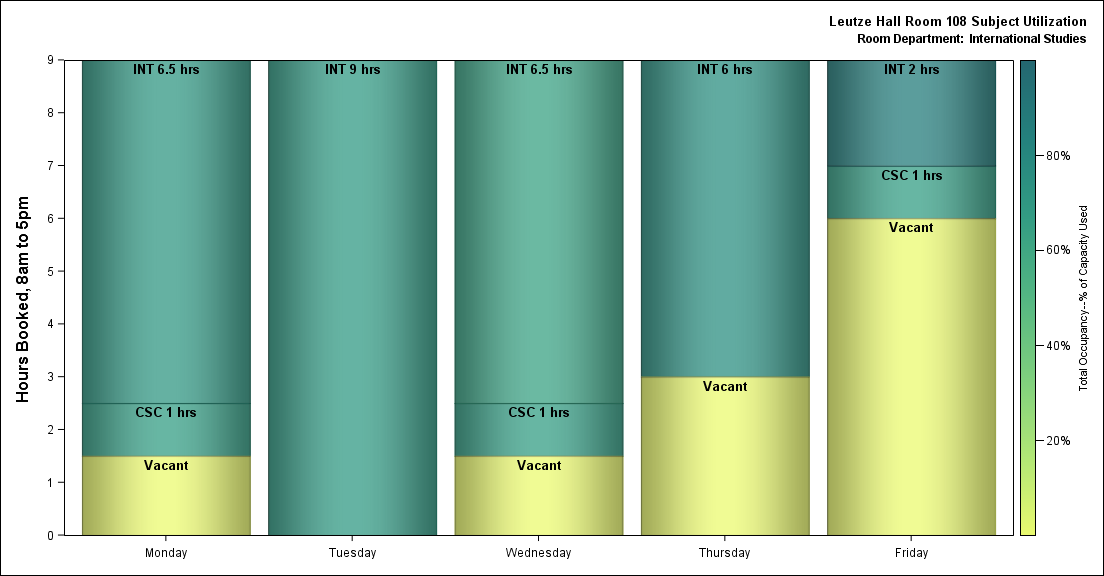 Leutze Hall Room 108 Subject Utilization
Room Department: International Studies
Hours Booked, 8am to 5pm
9
8
7
6
5
4
3
2
1
0
INT 6.5 hrs
CSC 1 hrs
Vacant
INT 9 hrs
INT 6.5 hrs
CSC 1 hrs
Vacant
INT 6 hrs
Vacant
INT 2 hrs
CSC 1 hrs
Vacant
Monday
Tuesday
Wednesday
Thursday
Friday
80%
60%
40%
20%
Total Occupancy--% of Capacity Used